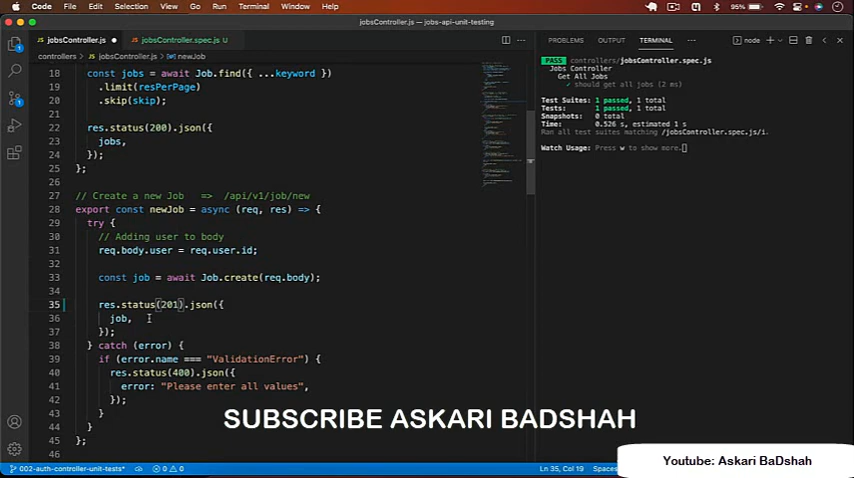 Code File Edit Selection View Go Run Terminal Window Help 95%
jobsController.js — jobs-api-unit-testing
jobsController.js jobsController.spec.js U
controllers > jobsController.js > newJob
18 const jobs = await Job.find({ ...keyword })
19 .limit(resPerPage)
20 .skip(skip);
21
22 res.status(200).json({
23 jobs,
24 });
25 };
26
27 // Create a new Job => /api/v1/job/new
28 export const newJob = async (req, res) => {
29 try {
30 // Adding user to body
31 req.body.user = req.user.id;
32
33 const job = await Job.create(req.body);
34
35 res.status(201).json({
36 job,
37 });
38 } catch (error) {
39 if (error.name === "ValidationError") {
40 res.status(400).json({
41 error: "Please enter all values",
42 });
43 }
44 }
45 };
46
PROBLEMS OUTPUT TERMINAL ··· node
PASS controllers/jobsController.spec.js
Jobs Controller
Get All Jobs
✓ should get all jobs (2 ms)
Test Suites: 1 passed, 1 total
Tests: 1 passed, 1 total
Snapshots: 0 total
Time: 0.526 s, estimated 1 s
Ran all test suites matching /jobsController.spec.js/i.
Watch Usage: Press w to show more.
SUBSCRIBE ASKARI BADSHAH
Youtube: Askari BaDshah
002-auth-controller-unit-tests* 0 0 Ln 35, Col 19 Spaces